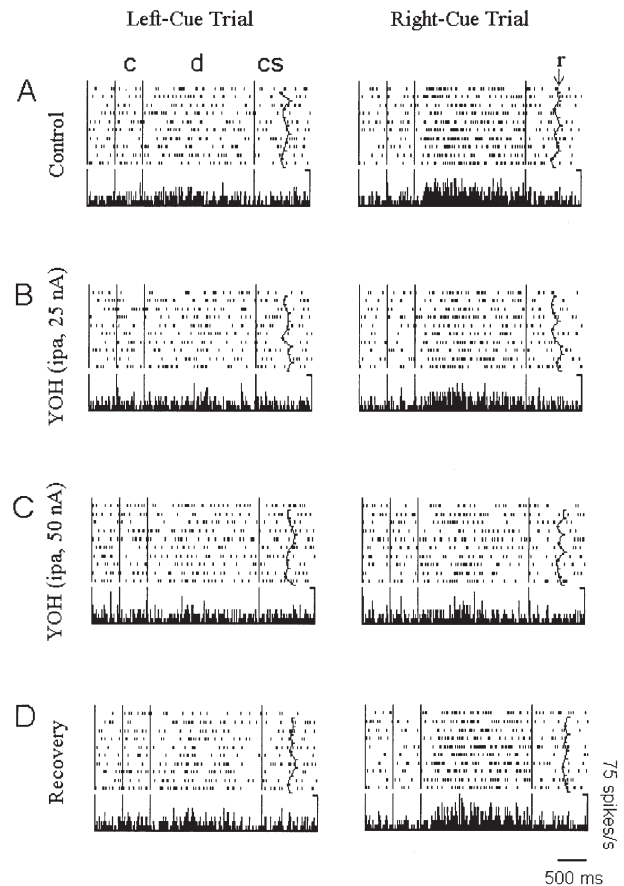 Left-Cue Trial
Right-Cue Trial
c d cs
r
A
Control
B
YOH (ipa, 25 nA)
C
YOH (ipa, 50 nA)
D
Recovery
75 spikes/s
500 ms